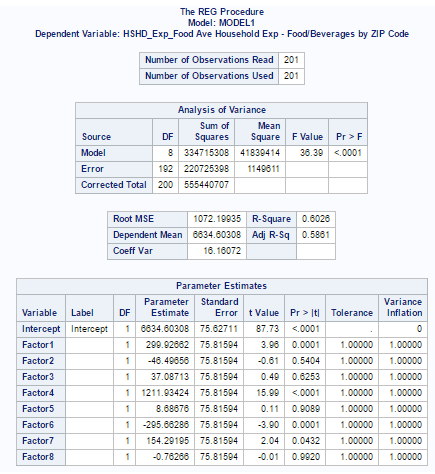 The REG Procedure
Model: MODEL1
Dependent Variable: HSHD_Exp_Food Ave Household Exp - Food/Beverages by ZIP Code
Number of Observations Read 201
Number of Observations Used 201
Analysis of Variance
Source DF Sum of Squares Mean Square F Value Pr > F
Model 8 334715308 41839414 36.39 <.0001
Error 192 220725398 1149611
Corrected Total 200 555440707
Root MSE 1072.19935 R-Square 0.6026
Dependent Mean 6634.60308 Adj R-Sq 0.5861
Coeff Var 16.16072
Parameter Estimates
Variable Label DF Parameter Estimate Standard Error t Value Pr > |t| Tolerance Variance Inflation
Intercept Intercept 1 6634.60308 75.62711 87.73 <.0001 . 0
Factor1 1 299.92662 75.81594 3.96 0.0001 1.00000 1.00000
Factor2 1 -46.49656 75.81594 -0.61 0.5404 1.00000 1.00000
Factor3 1 37.08713 75.81594 0.49 0.6253 1.00000 1.00000
Factor4 1 1211.93424 75.81594 15.99 <.0001 1.00000 1.00000
Factor5 1 8.68676 75.81594 0.11 0.9089 1.00000 1.00000
Factor6 1 -295.66286 75.81594 -3.90 0.0001 1.00000 1.00000
Factor7 1 154.29195 75.81594 2.04 0.0432 1.00000 1.00000
Factor8 1 -0.76266 75.81594 -0.01 0.9920 1.00000 1.00000